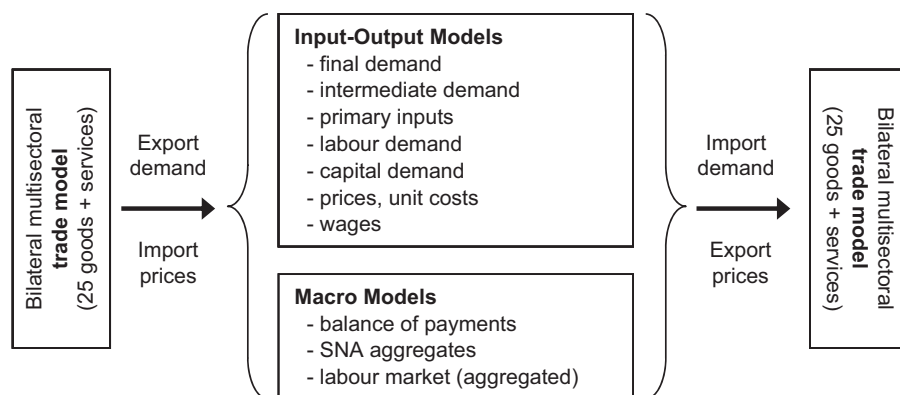 Bilateral multisectoral
trade model
(25 goods + services)
Export
demand
Import
prices
Input-Output Models
- final demand
- intermediate demand
- primary inputs
- labour demand
- capital demand
- prices, unit costs
- wages
Macro Models
- balance of payments
- SNA aggregates
- labour market (aggregated)
Import
demand
Export
prices
Bilateral multisectoral
trade model
(25 goods + services)